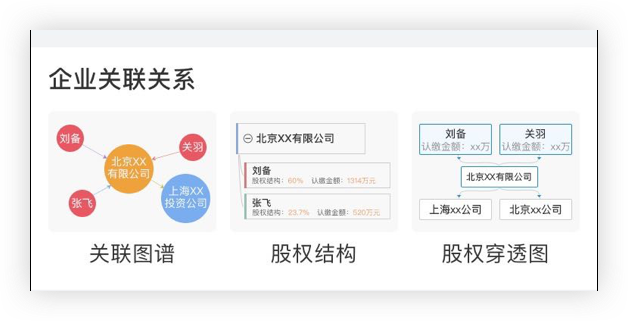 企业关联关系
刘备
关羽
北京XX
有限公司
张飞
上海XX
投资公司
关联图谱
北京XX有限公司
刘备
股权结构：60% 认缴金额：1314万元
张飞
股权结构：23.7% 认缴金额：520万元
股权结构
刘备
认缴金额：xx万
关羽
认缴金额：xx万
北京XX有限公司
上海xx公司
北京xx公司
股权穿透图